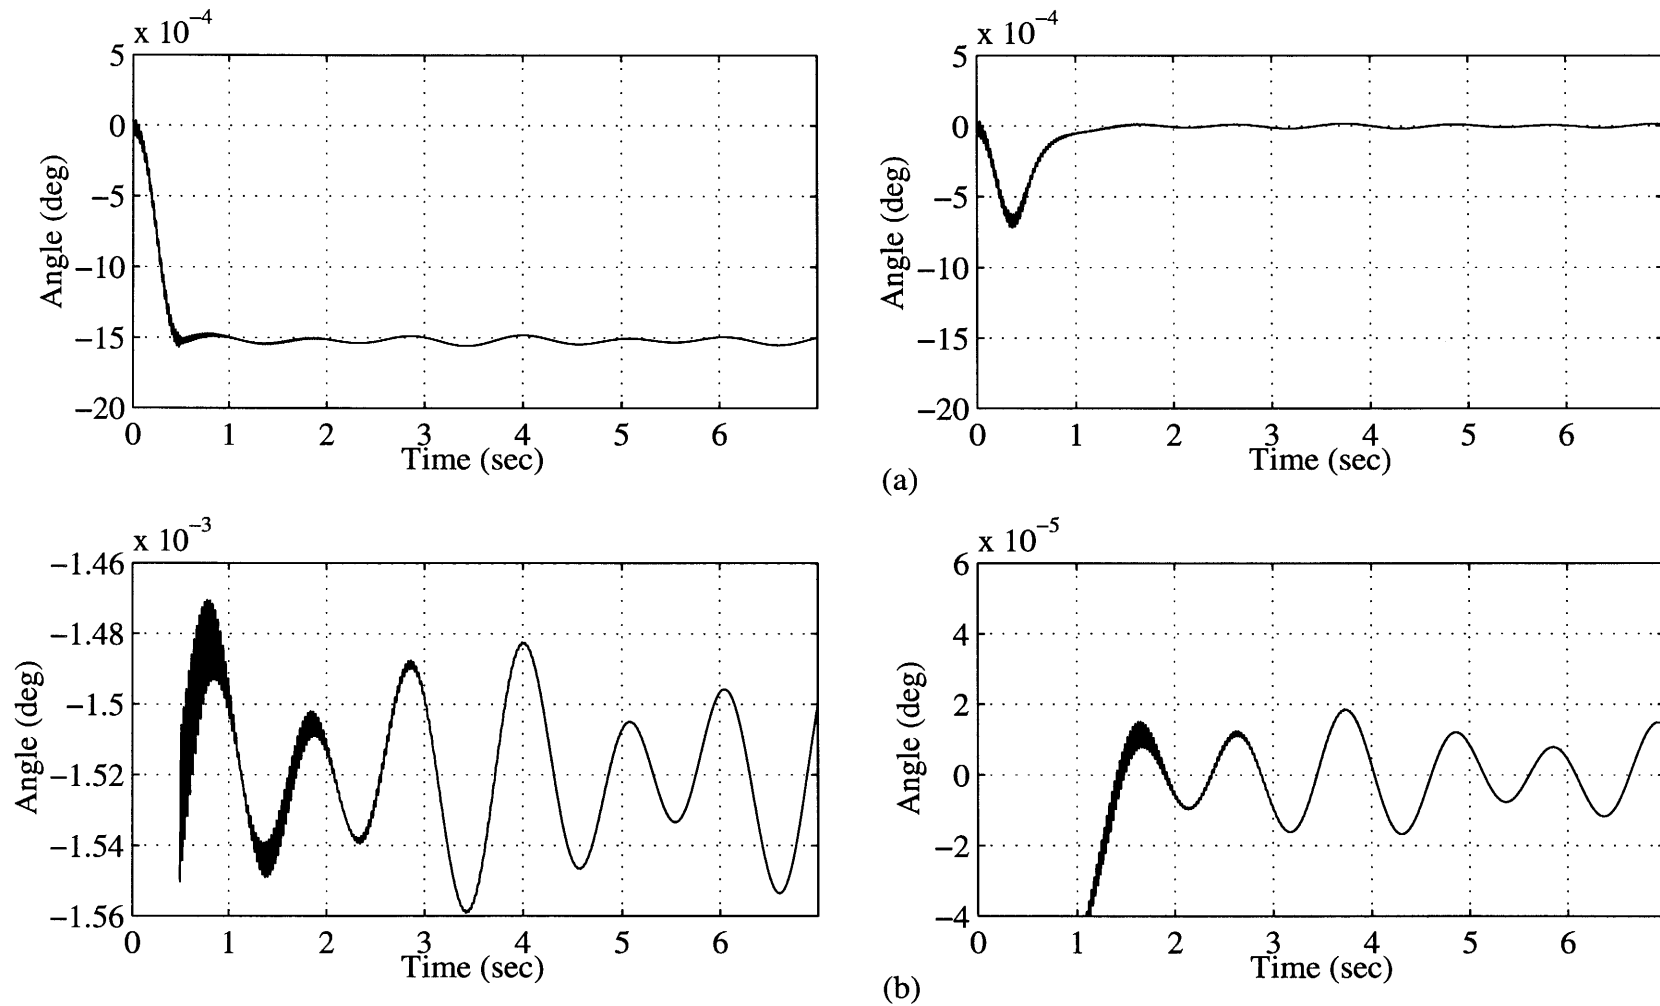 x 10⁻⁴
5
0
−5
−10
−15
−20
Angle (deg)
0 1 2 3 4 5 6
Time (sec)
x 10⁻⁴
5
0
−5
−10
−15
−20
Angle (deg)
0 1 2 3 4 5 6
Time (sec)
(a)
x 10⁻³
−1.46
−1.48
−1.5
−1.52
−1.54
−1.56
Angle (deg)
0 1 2 3 4 5 6
Time (sec)
x 10⁻⁵
6
4
2
0
−2
−4
Angle (deg)
0 1 2 3 4 5 6
Time (sec)
(b)